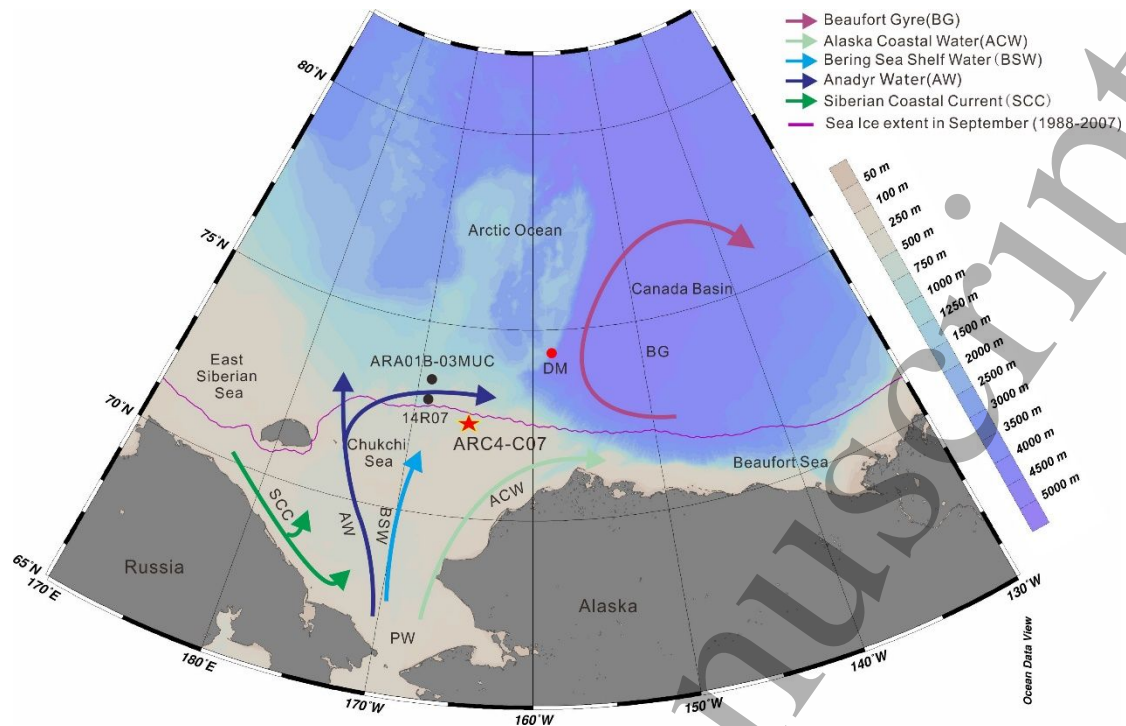 Beaufort Gyre(BG)
Alaska Coastal Water(ACW)
Bering Sea Shelf Water(BSW)
Anadyr Water(AW)
Siberian Coastal Current(SCC)
Sea Ice extent in September (1988-2007)
80°N
75°N
70°N
65°N
170°E
180°E
170°W
160°W
150°W
140°W
130°W
50 m
100 m
250 m
500 m
750 m
1000 m
1250 m
1500 m
2000 m
2500 m
3000 m
3500 m
4000 m
4500 m
5000 m
Arctic Ocean
Canada Basin
BG
DM
ARA01B-03MUC
14R07
ARC4-C07
East
Siberian
Sea
Chukchi
Sea
Beaufort Sea
SCC
AW
BSW
ACW
PW
Russia
Alaska
Ocean Data View
nuscript